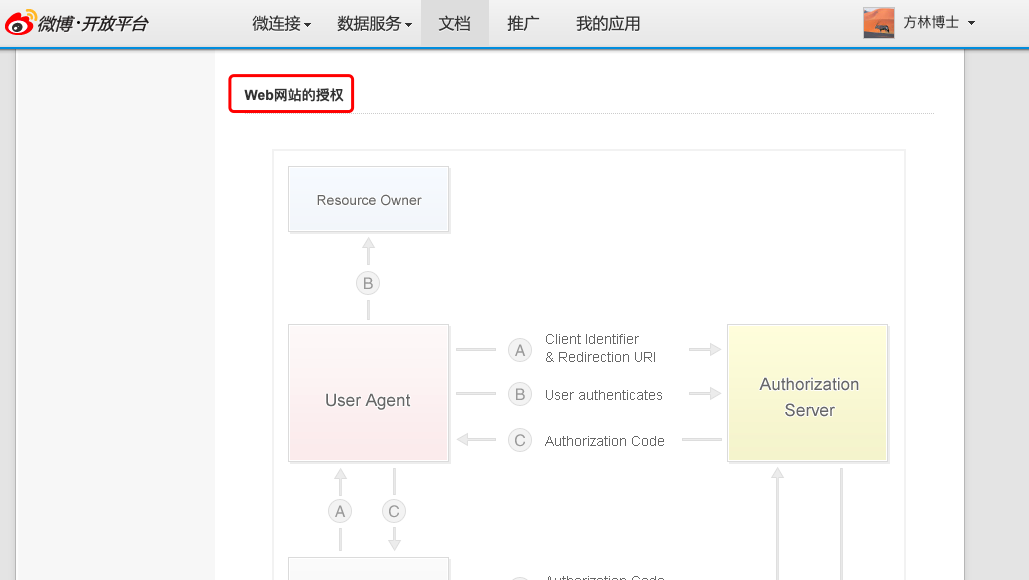 微博·开放平台 微连接 数据服务 文档 推广 我的应用 方林博士
Web网站的授权
Resource Owner
B
A Client Identifier
& Redirection URI
B User authenticates
C Authorization Code
User Agent
Authorization
Server
A C
Authorization Code